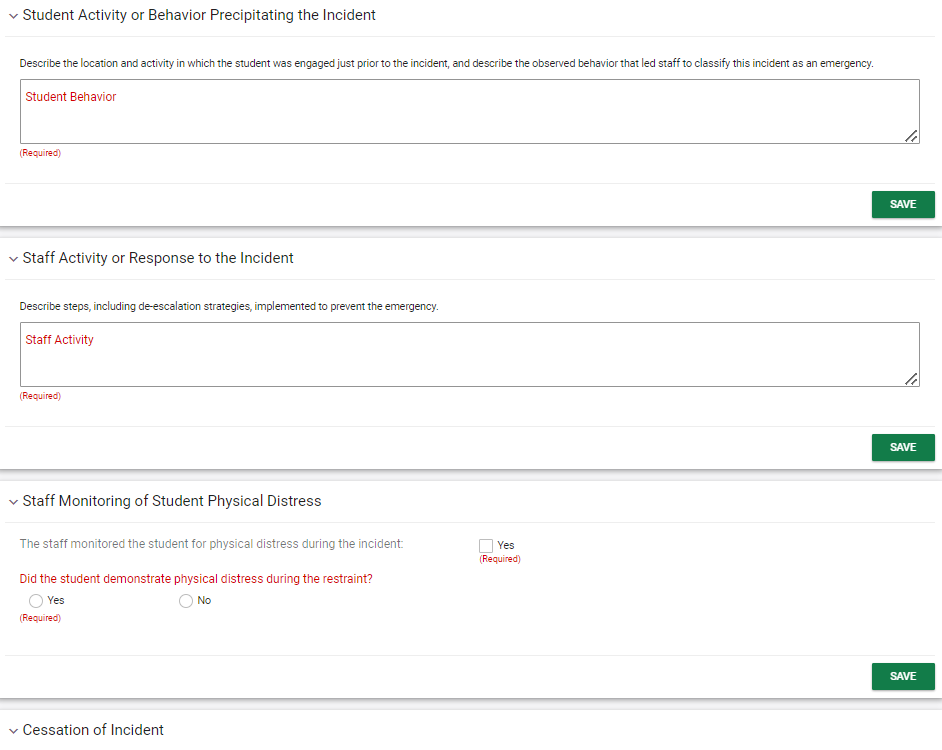 Student Activity or Behavior Precipitating the Incident
Describe the location and activity in which the student was engaged just prior to the incident, and describe the observed behavior that led staff to classify this incident as an emergency.
Student Behavior
(Required)
SAVE
Staff Activity or Response to the Incident
Describe steps, including de-escalation strategies, implemented to prevent the emergency.
Staff Activity
(Required)
SAVE
Staff Monitoring of Student Physical Distress
The staff monitored the student for physical distress during the incident: Yes
(Required)
Did the student demonstrate physical distress during the restraint?
Yes No
(Required)
SAVE
Cessation of Incident